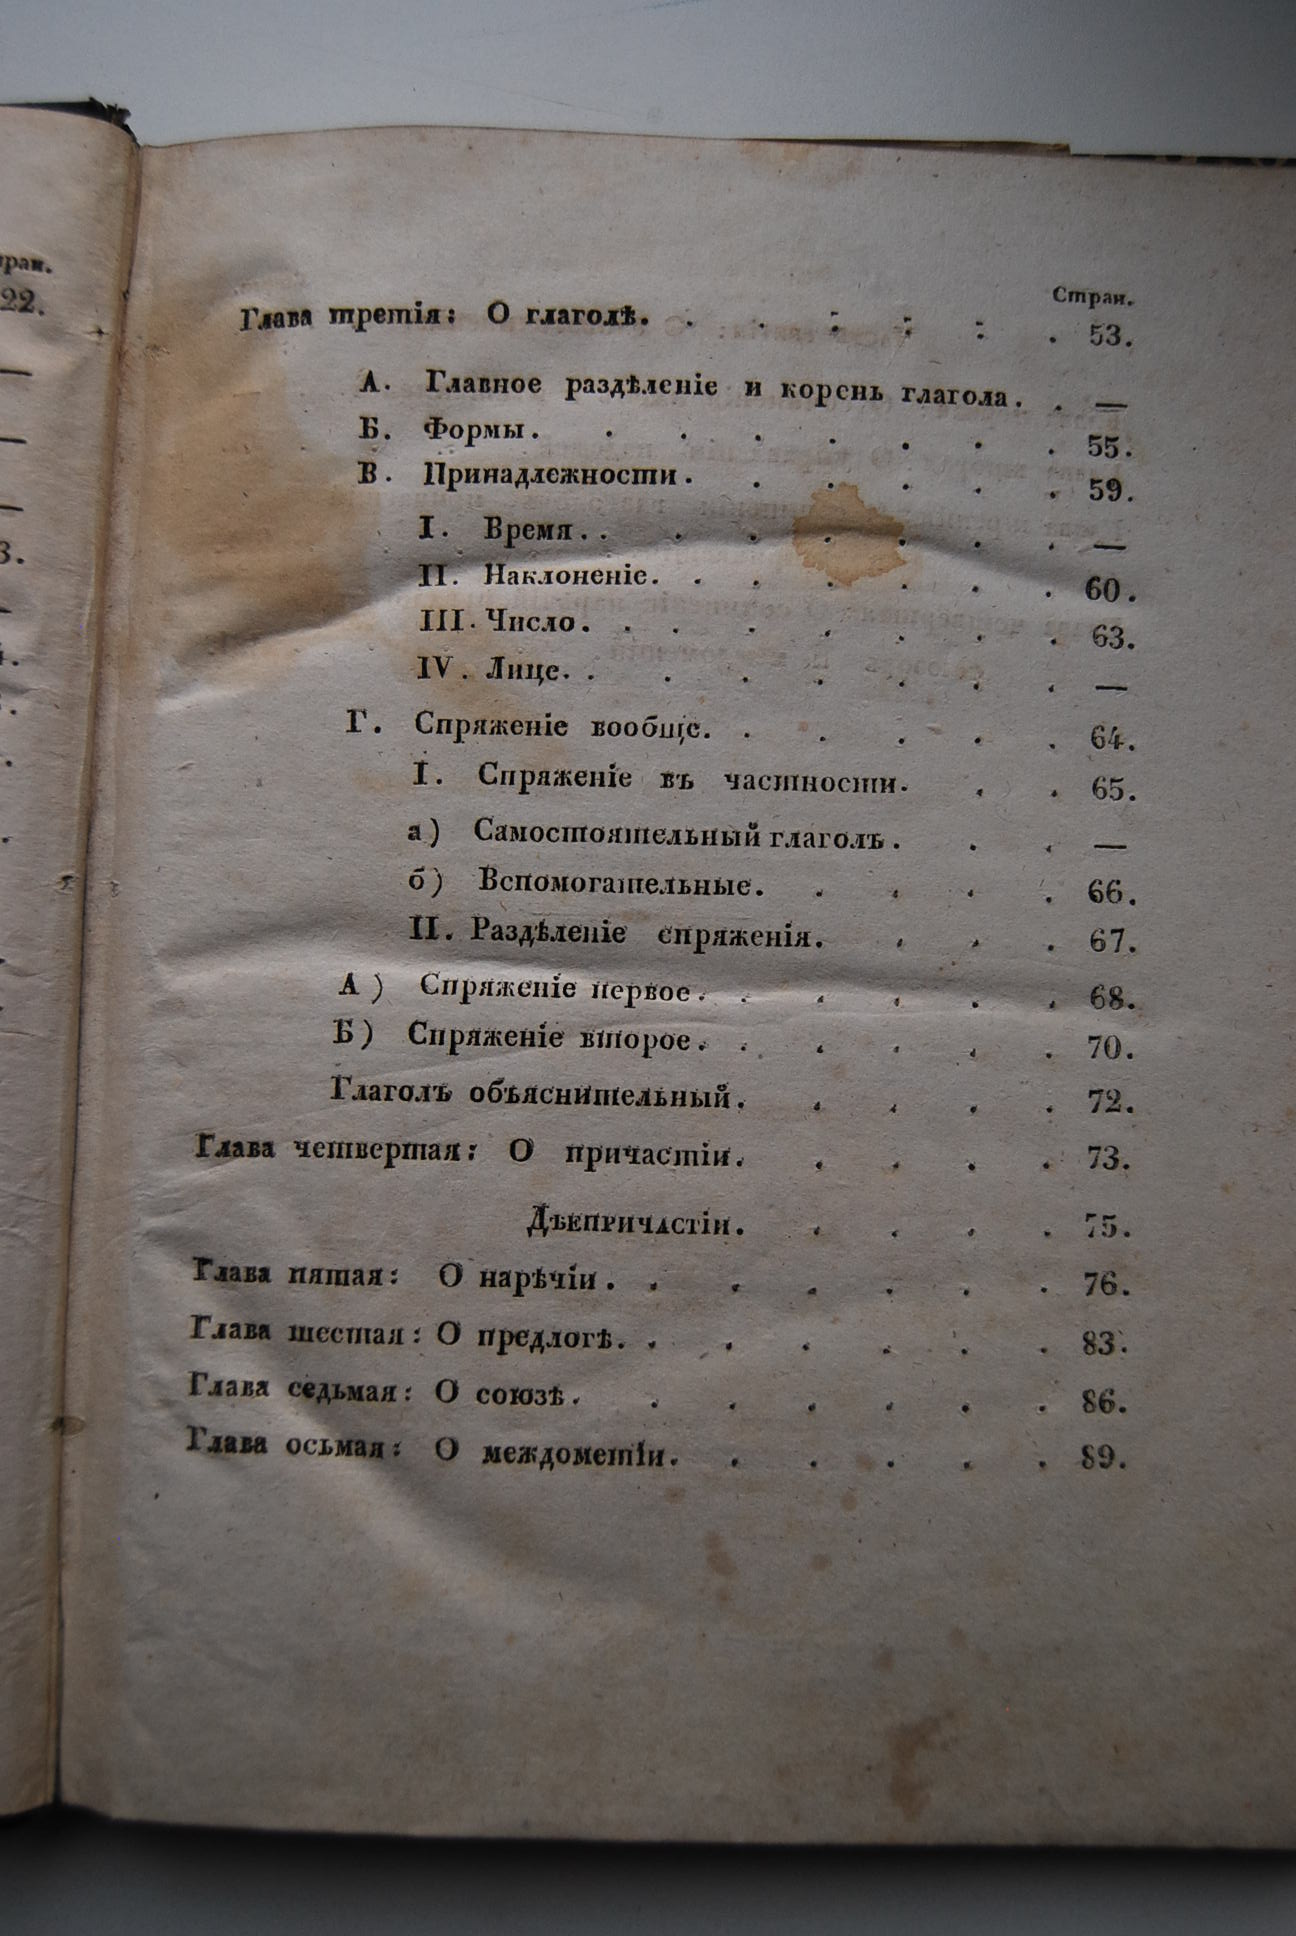 тран.
22.
Стран.
Глава третія: О глаголѣ. . . . . . . 53.
А. Главное раздѣленіе и корень глагола. . —
Б. Формы. . . . . . . . 55.
В. Принадлежности. . . . . . 59.
I. Время. . . . . . . . —
II. Наклоненіе. . . . . . . 60.
III. Число. . . . . . . . 63.
IV. Лице. . . . . . . . —
Г. Спряженіе вообще. . . . . . 64.
I. Спряженіе въ частности. . . 65.
а) Самостоятельный глаголъ. . . —
б) Вспомогательные. . . . . 66.
II. Раздѣленіе спряженія. . . . 67.
А) Спряженіе первое. . . . . . 68.
Б) Спряженіе второе. . . . . . 70.
Глаголъ объяснительный. . . . . 72.
Глава четвертая: О причастіи. . . . . 73.
Дѣепричастіи. . . . . 75.
Глава пятая: О нарѣчіи. . . . . . . 76.
Глава шестая: О предлогѣ. . . . . . . 83.
Глава седьмая: О союзѣ. . . . . . . 86.
Глава осьмая: О междометіи. . . . . . 89.